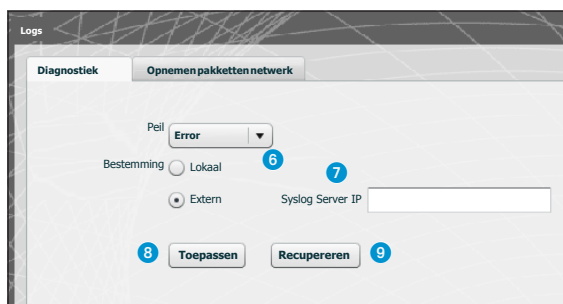 Logs
Diagnostiek
Opnemen pakketten netwerk
Peil
Error
6
7
Bestemming
Lokaal
Extern
Syslog Server IP
8
Toepassen
Recupereren
9